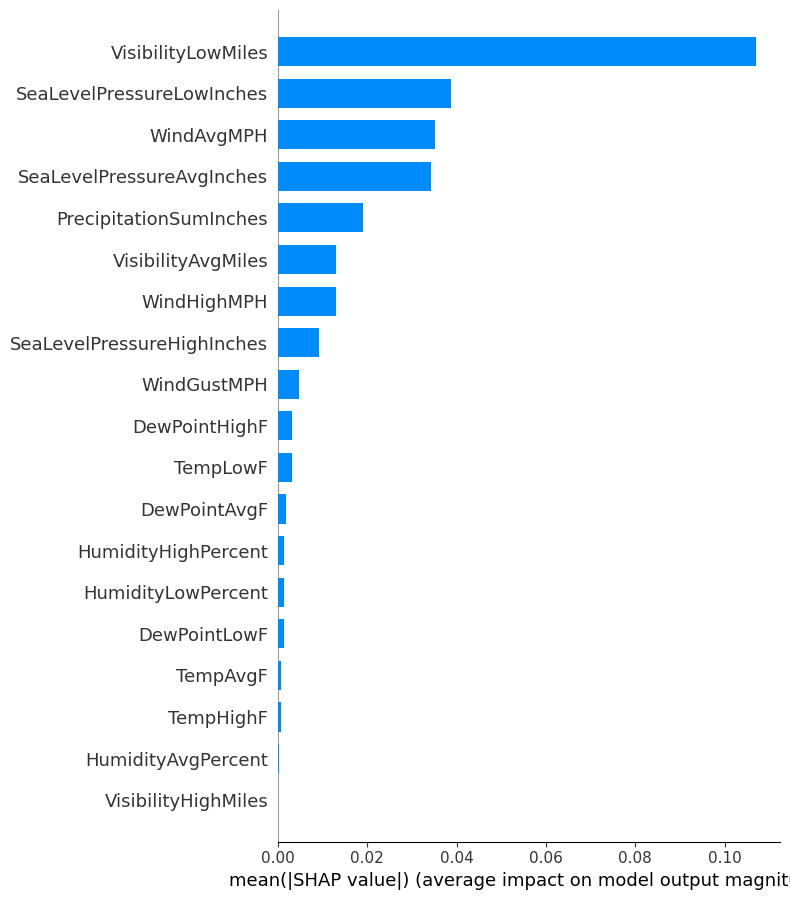 VisibilityLowMiles
SeaLevelPressureLowInches
WindAvgMPH
SeaLevelPressureAvgInches
PrecipitationSumInches
VisibilityAvgMiles
WindHighMPH
SeaLevelPressureHighInches
WindGustMPH
DewPointHighF
TempLowF
DewPointAvgF
HumidityHighPercent
HumidityLowPercent
DewPointLowF
TempAvgF
TempHighF
HumidityAvgPercent
VisibilityHighMiles
0.00 0.02 0.04 0.06 0.08 0.10
mean(|SHAP value|) (average impact on model output